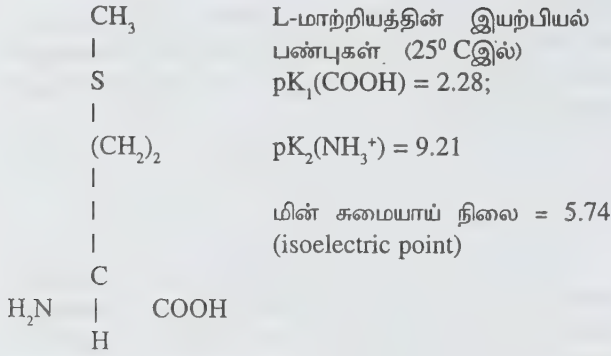 CH₃ L-மாற்றியத்தின் இயற்பியல்
| பண்புகள் (25⁰ Cஇல்)
S pK₁(COOH) = 2.28;
|
(CH₂)₂ pK₂(NH₃⁺) = 9.21
|
| மின் சுமையாய் நிலை = 5.74
| (isoelectric point)
C
H₂N | COOH
H